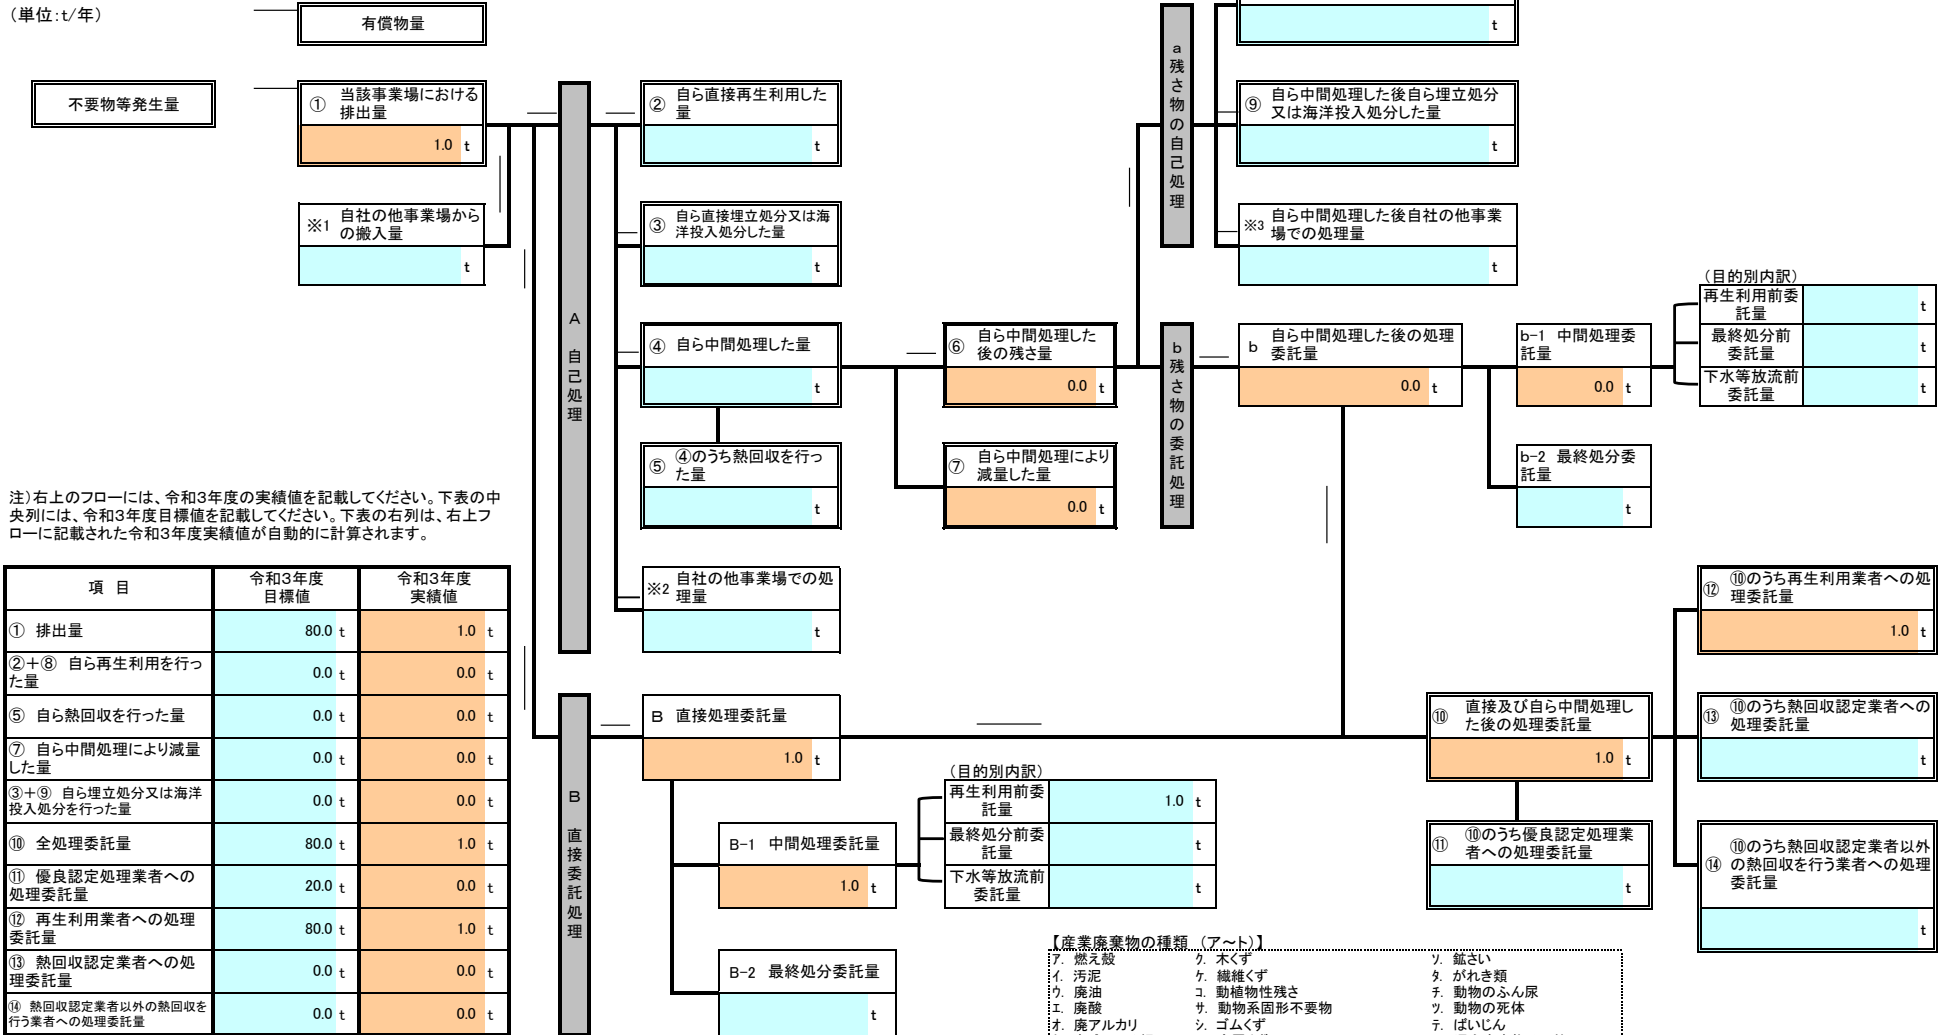 (単位:t/年)
有償物量
t
不要物等発生量
① 当該事業場における
排出量
1.0 t
※1 自社の他事業場から
の搬入量
t
A 自己処理
② 自ら直接再生利用した
量
t
③ 自ら直接埋立処分又は海
洋投入処分した量
t
④ 自ら中間処理した量
t
⑤ ④のうち熱回収を行っ
た量
t
※2 自社の他事業場での処
理量
t
⑥ 自ら中間処理した
後の残さ量
0.0 t
⑦ 自ら中間処理により
減量した量
0.0 t
a 残さ物の自己処理
⑨ 自ら中間処理した後自ら埋立処分
又は海洋投入処分した量
t
※3 自ら中間処理した後自社の他事業
場での処理量
t
b 残さ物の委託処理
b 自ら中間処理した後の処理
委託量
0.0 t
b-1 中間処理委
託量
0.0 t
b-2 最終処分委
託量
t
(目的別内訳)
再生利用前委
託量
t
最終処分前
委託量
t
下水等放流前
委託量
t
注)右上のフローには、令和3年度の実績値を記載してください。下表の中
央列には、令和3年度目標値を記載してください。下表の右列は、右上フ
ローに記載された令和3年度実績値が自動的に計算されます。
項 目
令和3年度
目標値
令和3年度
実績値
① 排出量
80.0 t
1.0 t
②+⑧ 自ら再生利用を行っ
た量
0.0 t
0.0 t
⑤ 自ら熱回収を行った量
0.0 t
0.0 t
⑦ 自ら中間処理により減量
した量
0.0 t
0.0 t
③+⑨ 自ら埋立処分又は海洋
投入処分を行った量
0.0 t
0.0 t
⑩ 全処理委託量
80.0 t
1.0 t
⑪ 優良認定処理業者への
処理委託量
20.0 t
0.0 t
⑫ 再生利用業者への処理
委託量
80.0 t
1.0 t
⑬ 熱回収認定業者への処
理委託量
0.0 t
0.0 t
⑭ 熱回収認定業者以外の熱回収を
行う業者への処理委託量
0.0 t
0.0 t
B 直接委託処理
B 直接処理委託量
1.0 t
B-1 中間処理委託量
1.0 t
B-2 最終処分委託量
t
(目的別内訳)
再生利用前委
託量
1.0 t
最終処分前委
託量
t
下水等放流前
委託量
t
⑩ 直接及び自ら中間処理し
た後の処理委託量
1.0 t
⑪ ⑩のうち優良認定処理業
者への処理委託量
t
⑫ ⑩のうち再生利用業者への処
理委託量
1.0 t
⑬ ⑩のうち熱回収認定業者への
処理委託量
t
⑭ ⑩のうち熱回収認定業者以外
の熱回収を行う業者への処理
委託量
t
【産業廃棄物の種類 (ア~ト)】
ア. 燃え殻 ク. 木くず ソ. 鉱さい
イ. 汚泥 ケ. 繊維くず タ. がれき類
ウ. 廃油 コ. 動植物性残さ チ. 動物のふん尿
エ. 廃酸 サ. 動物系固形不要物 ツ. 動物の死体
オ. 廃アルカリ シ. ゴムくず テ. ばいじん